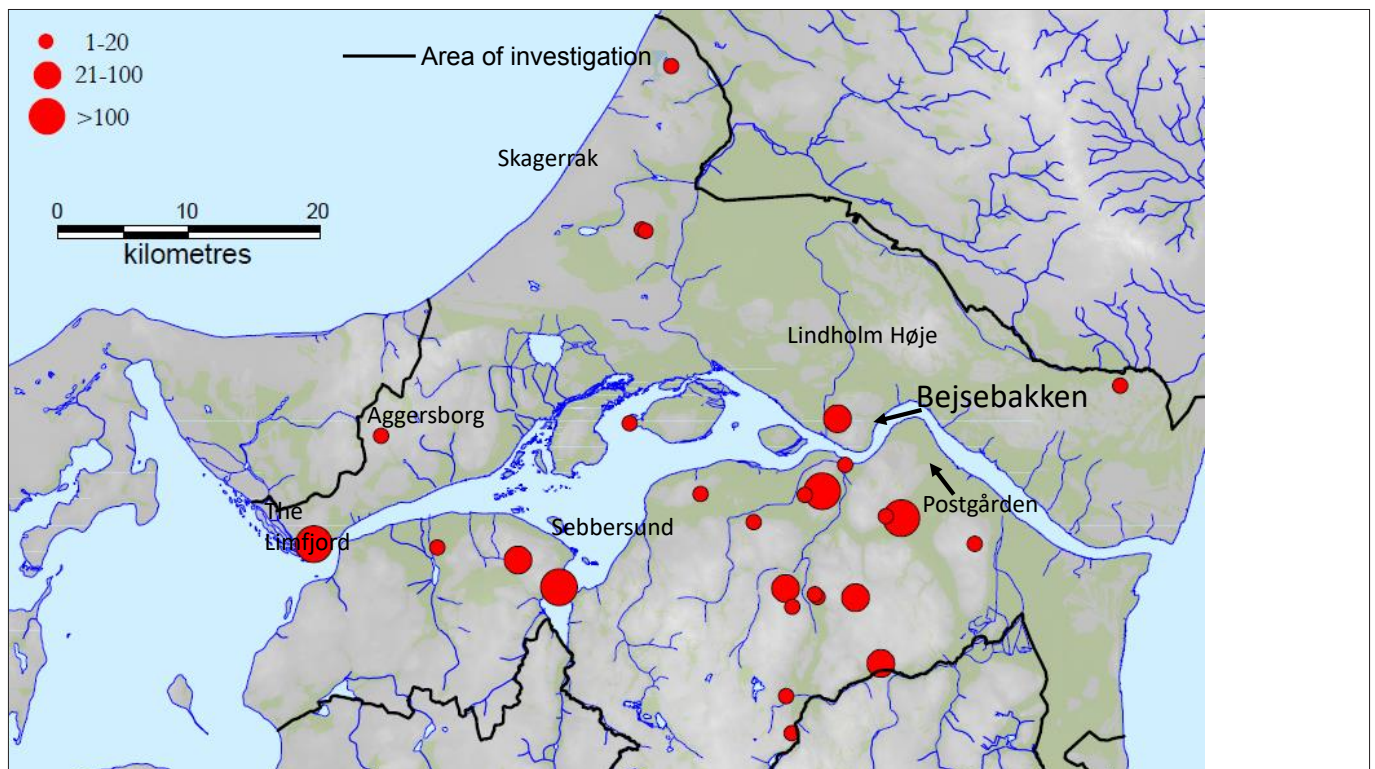 1-20
21-100
>100
Area of investigation
Skagerrak
0 10 20
kilometres
Lindholm Høje
Bejsebakken
Aggersborg
Postgården
The
Limfjord
Sebbersund